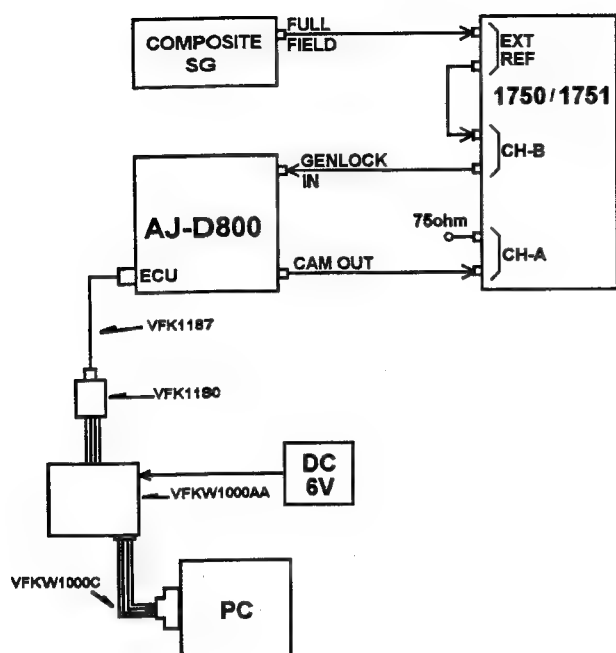 COMPOSITE
SG
FULL
FIELD
EXT
REF
1750 / 1751
CH-B
GENLOCK
IN
AJ-D800
75ohm
CH-A
ECU
CAM OUT
VFK1187
VFK1180
DC
6V
VFKW1000AA
VFKW1000C
PC